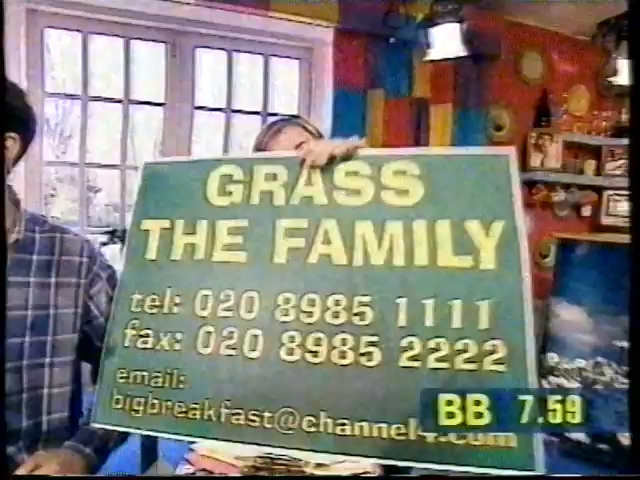 GRASS
THE FAMILY
tel: 020 8985 1111
fax: 020 8985 2222
email:
bigbreakfast@channel4.com
BB 7.59